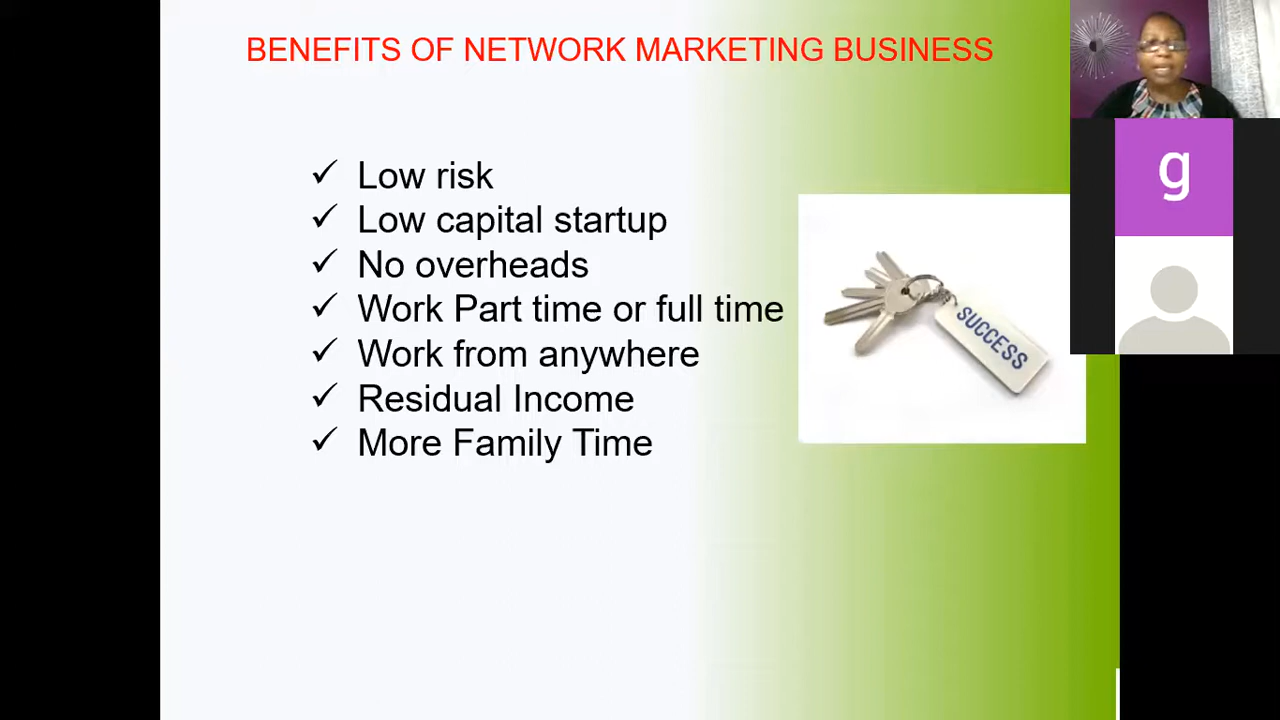 BENEFITS OF NETWORK MARKETING BUSINESS
✓ Low risk
✓ Low capital startup
✓ No overheads
✓ Work Part time or full time
✓ Work from anywhere
✓ Residual Income
✓ More Family Time
SUCCESS
g